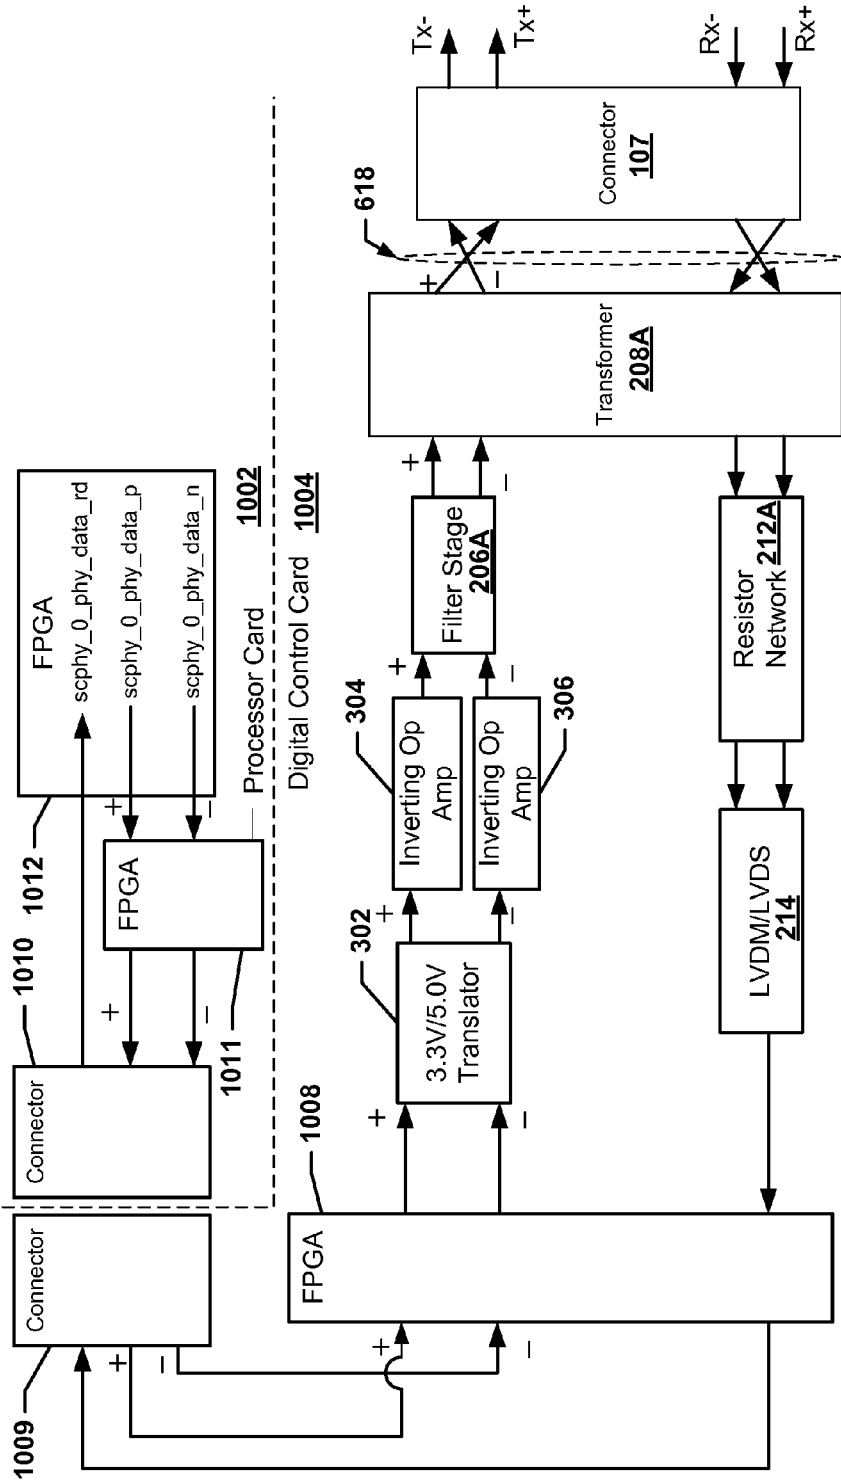 1012
FPGA
scphy_0_phy_data_rd
scphy_0_phy_data_p
scphy_0_phy_data_n
1010
Connector
+
–
FPGA
1011
+
–
Processor Card
1002
Digital Control Card
1004
1009
Connector
+
–
+
–
1008
FPGA
+
–
302
3.3V/5.0V
Translator
+
–
304
Inverting Op
Amp
Inverting Op
Amp
306
+
–
Filter Stage
206A
+
–
Transformer
208A
+
–
618
Connector
107
Tx-
Tx+
Rx-
Rx+
Resistor
Network
212A
LVDM/LVDS
214